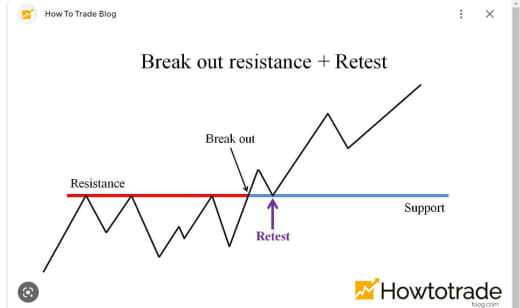 How To Trade Blog
Break out resistance + Retest
Break out
Resistance
Support
Retest
Howtotrade
blog.com